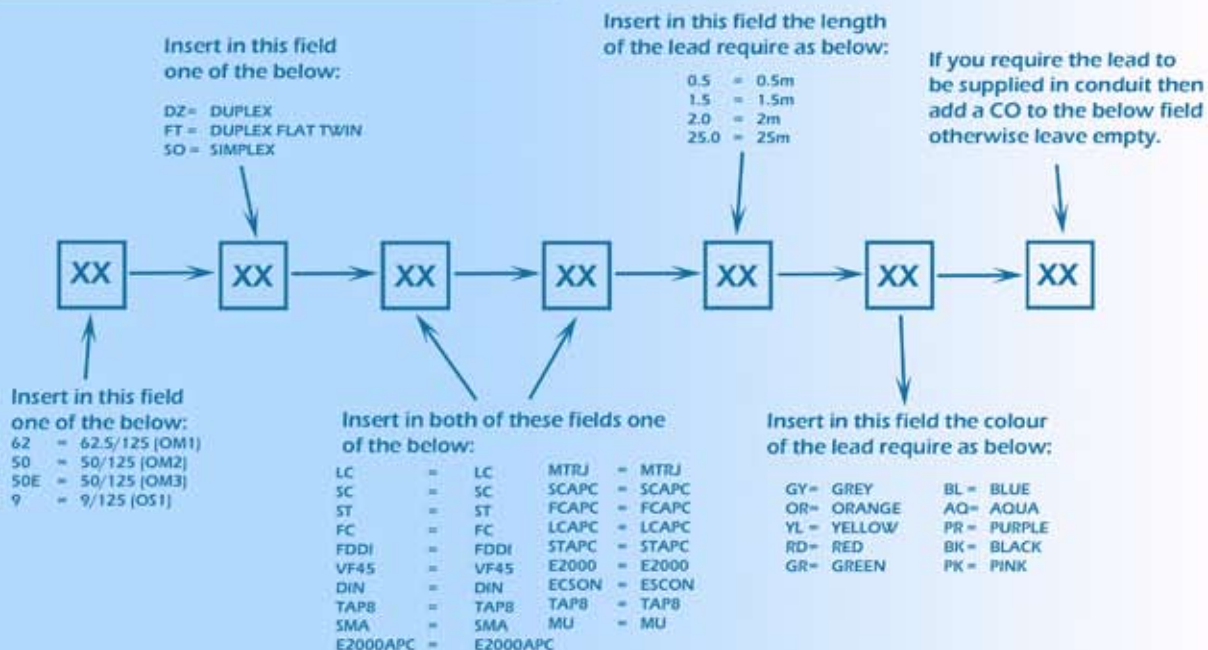 Insert in this field
one of the below:
DZ= DUPLEX
FT = DUPLEX FLAT TWIN
SO = SIMPLEX
Insert in this field the length
of the lead require as below:
0.5 = 0.5m
1.5 = 1.5m
2.0 = 2m
25.0 = 25m
If you require the lead to
be supplied in conduit then
add a CO to the below field
otherwise leave empty.
XX XX XX XX XX XX XX
Insert in this field
one of the below:
62 = 62.5/125 (OM1)
50 = 50/125 (OM2)
50E = 50/125 (OM3)
9 = 9/125 (OS1)
Insert in both of these fields one
of the below:
LC = LC
SC = SC
ST = ST
FC = FC
FDDI = FDDI
VF45 = VF45
DIN = DIN
TAP8 = TAP8
SMA = SMA
E2000APC = E2000APC
MTRJ = MTRJ
SCAPC = SCAPC
FCAPC = FCAPC
LCAPC = LCAPC
STAPC = STAPC
E2000 = E2000
ECSON = ESCON
TAP8 = TAP8
MU = MU
Insert in this field the colour
of the lead require as below:
GY= GREY
OR= ORANGE
YL = YELLOW
RD= RED
GR= GREEN
BL = BLUE
AQ= AQUA
PR = PURPLE
BK= BLACK
PK = PINK